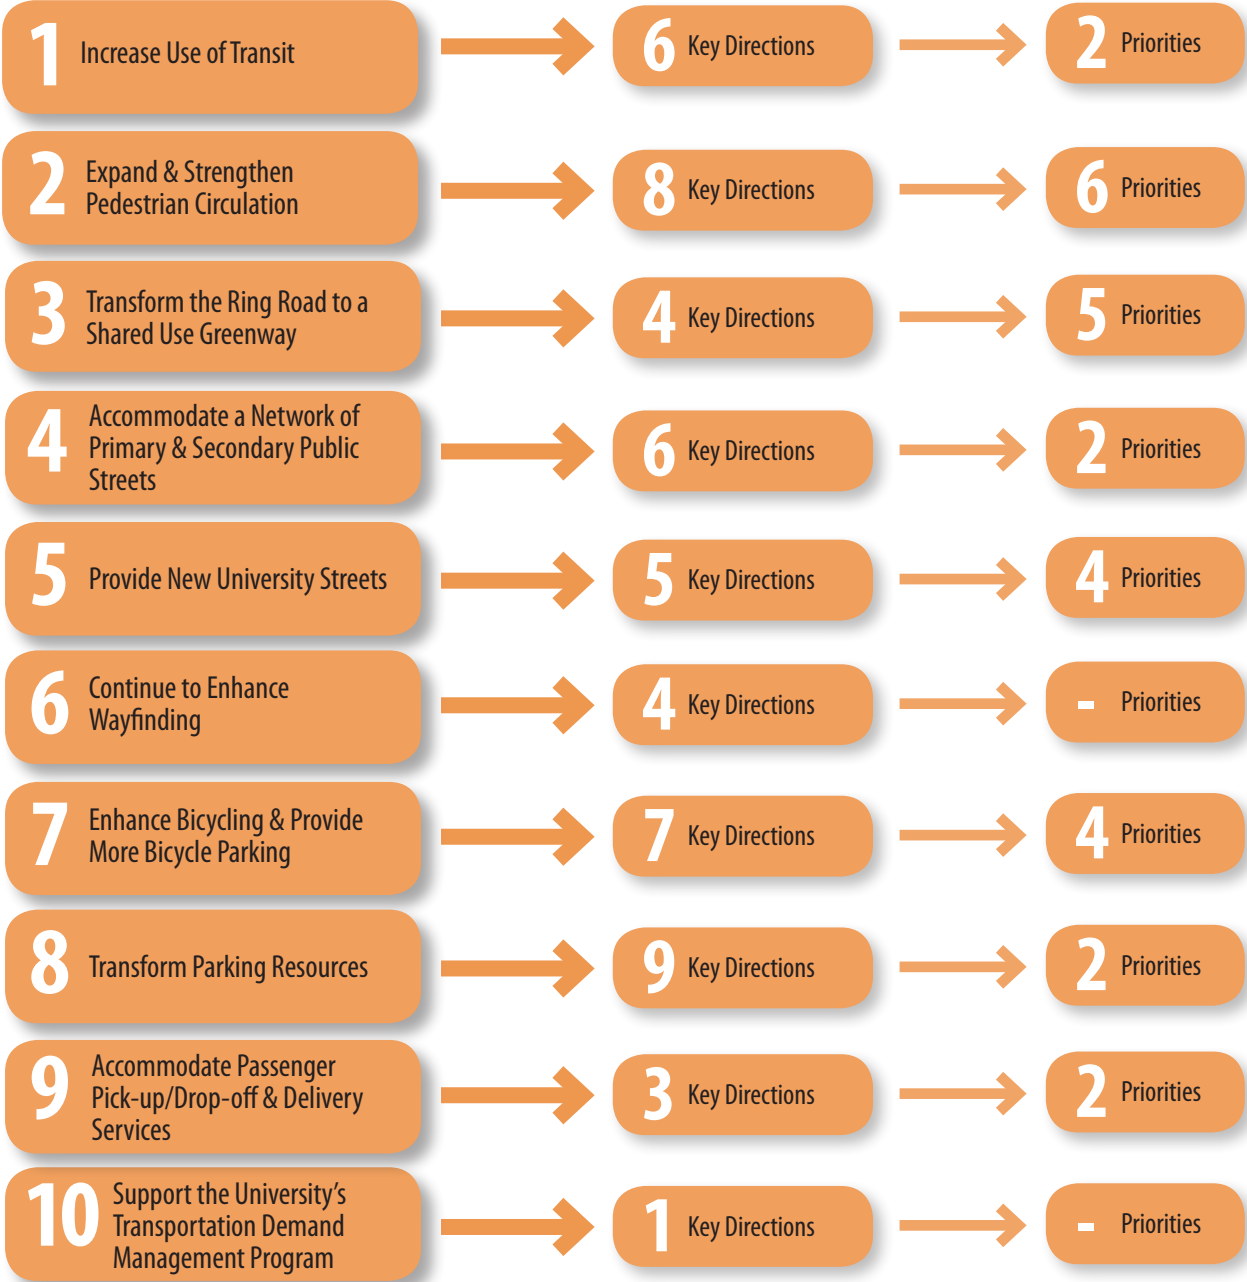 1 Increase Use of Transit 6 Key Directions 2 Priorities
2 Expand & Strengthen
Pedestrian Circulation 8 Key Directions 6 Priorities
3 Transform the Ring Road to a
Shared Use Greenway 4 Key Directions 5 Priorities
4 Accommodate a Network of
Primary & Secondary Public
Streets 6 Key Directions 2 Priorities
5 Provide New University Streets 5 Key Directions 4 Priorities
6 Continue to Enhance
Wayfinding 4 Key Directions - Priorities
7 Enhance Bicycling & Provide
More Bicycle Parking 7 Key Directions 4 Priorities
8 Transform Parking Resources 9 Key Directions 2 Priorities
9 Accommodate Passenger
Pick-up/Drop-off & Delivery
Services 3 Key Directions 2 Priorities
10 Support the University's
Transportation Demand
Management Program 1 Key Directions - Priorities